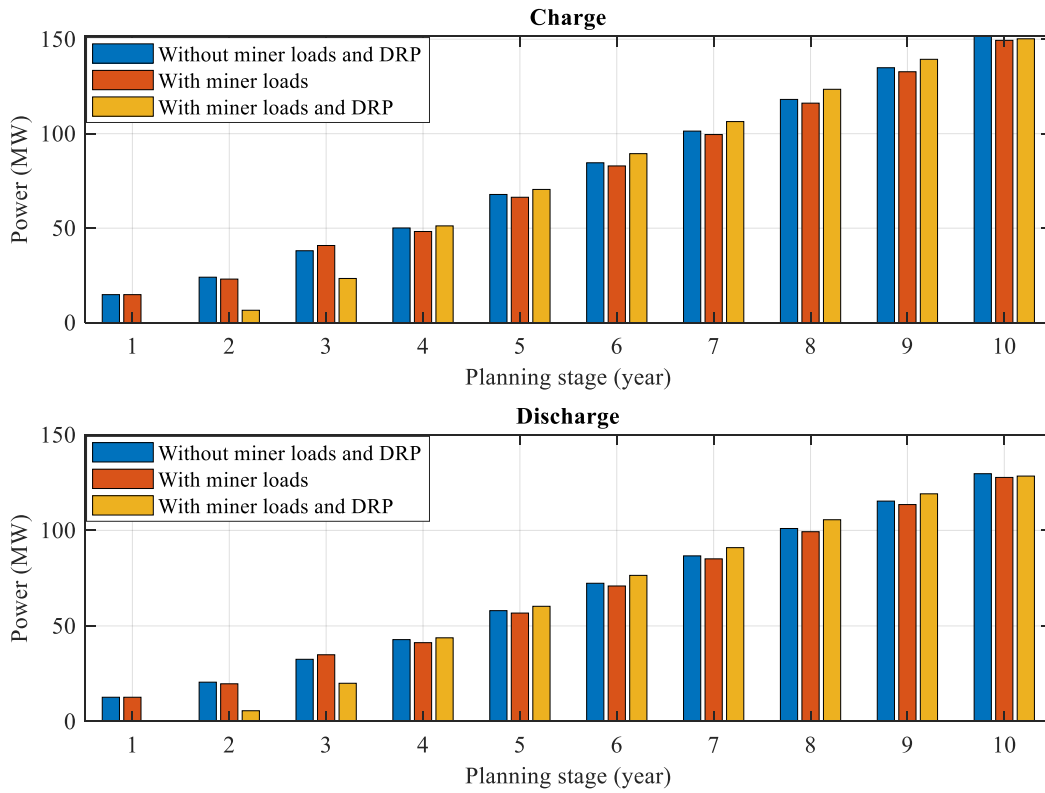 Charge
Power (MW)
150
100
50
0
Without miner loads and DRP
With miner loads
With miner loads and DRP
1 2 3 4 5 6 7 8 9 10
Planning stage (year)
Discharge
Power (MW)
150
100
50
0
Without miner loads and DRP
With miner loads
With miner loads and DRP
1 2 3 4 5 6 7 8 9 10
Planning stage (year)